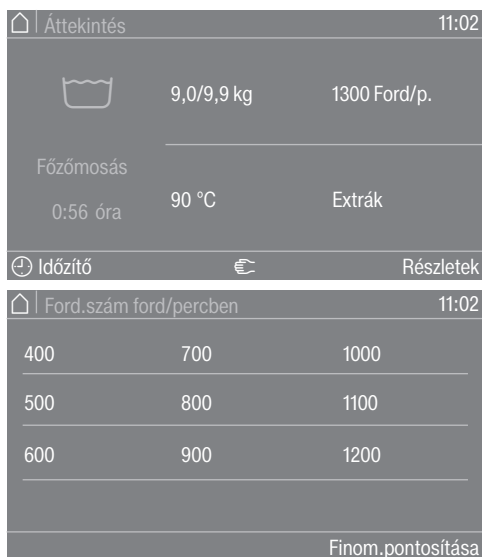 Áttekintés 11:02
9,0/9,9 kg 1300 Ford/p.
Főzőmosás
0:56 óra
90 °C Extrák
Időzítő Részletek
Ford.szám ford/percben 11:02
400 700 1000
500 800 1100
600 900 1200
Finom.pontosítása